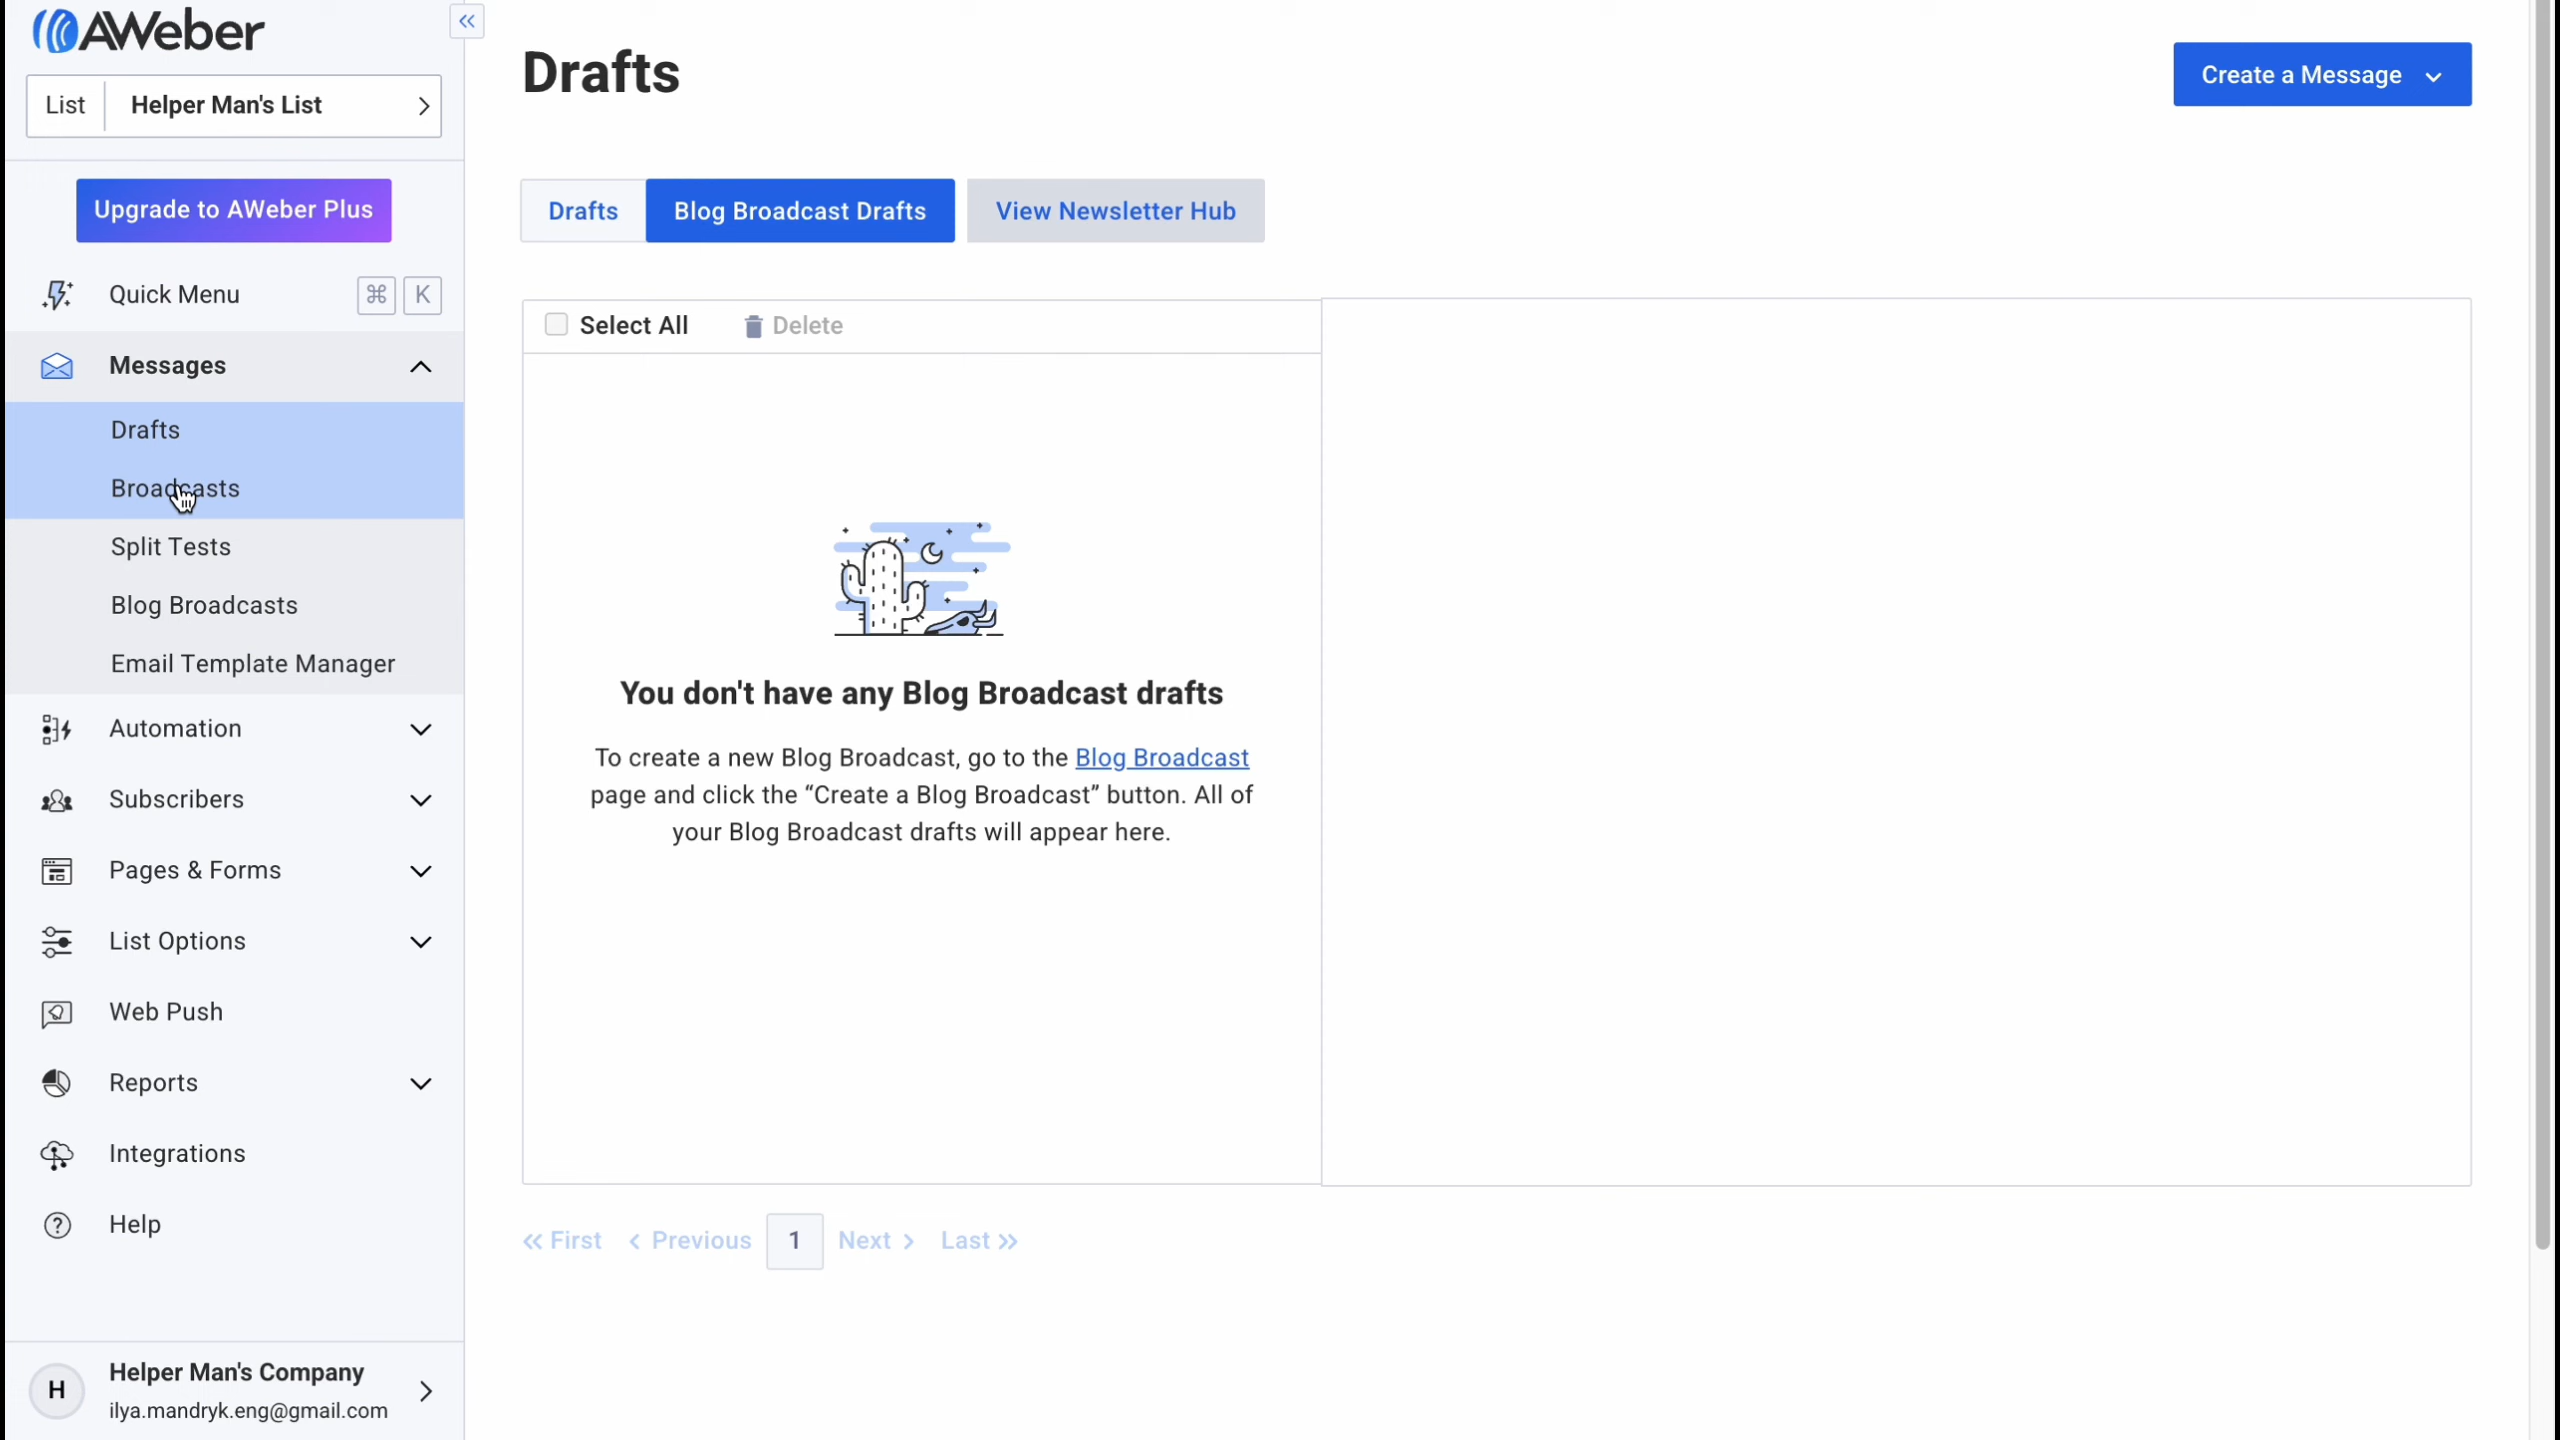 AWeber
List
Helper Man's List
Upgrade to AWeber Plus
Quick Menu
⌘ K
Messages
Drafts
Broadcasts
Split Tests
Blog Broadcasts
Email Template Manager
Automation
Subscribers
Pages & Forms
List Options
Web Push
Reports
Integrations
Help
H
Helper Man's Company
ilya.mandryk.eng@gmail.com
Drafts
Create a Message
Drafts
Blog Broadcast Drafts
View Newsletter Hub
Select All
Delete
You don't have any Blog Broadcast drafts
To create a new Blog Broadcast, go to the Blog Broadcast
page and click the “Create a Blog Broadcast” button. All of
your Blog Broadcast drafts will appear here.
« First ‹ Previous 1 Next › Last »